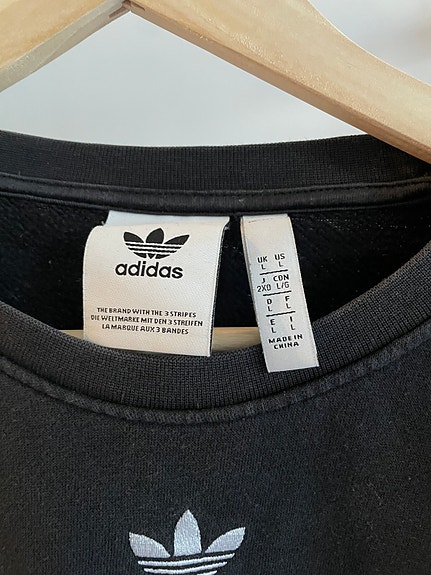 adidas
THE BRAND WITH THE 3 STRIPES
DIE WELTMARKE MIT DEN 3 STREIFEN
LA MARQUE AUX 3 BANDES
UK US
L L
J CDN
2XO L/G
D F
L L
E I
L L
MADE IN
CHINA